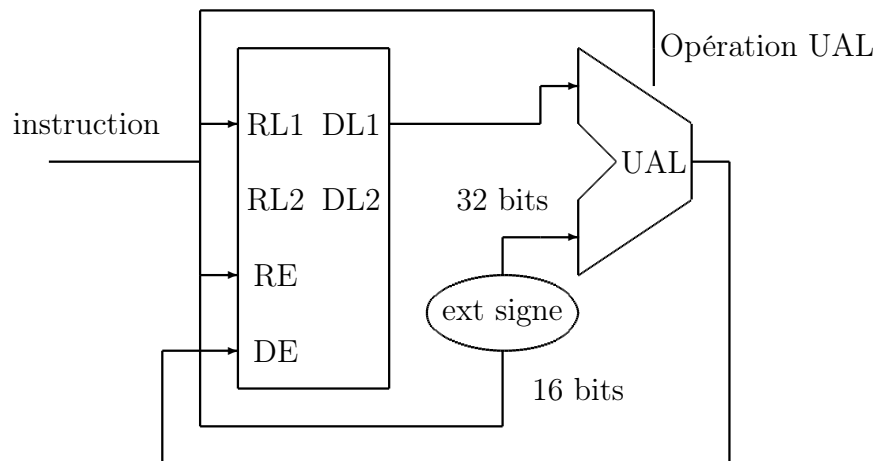 Opération UAL
instruction
RL1 DL1
UAL
RL2 DL2
32 bits
RE
ext signe
DE
16 bits